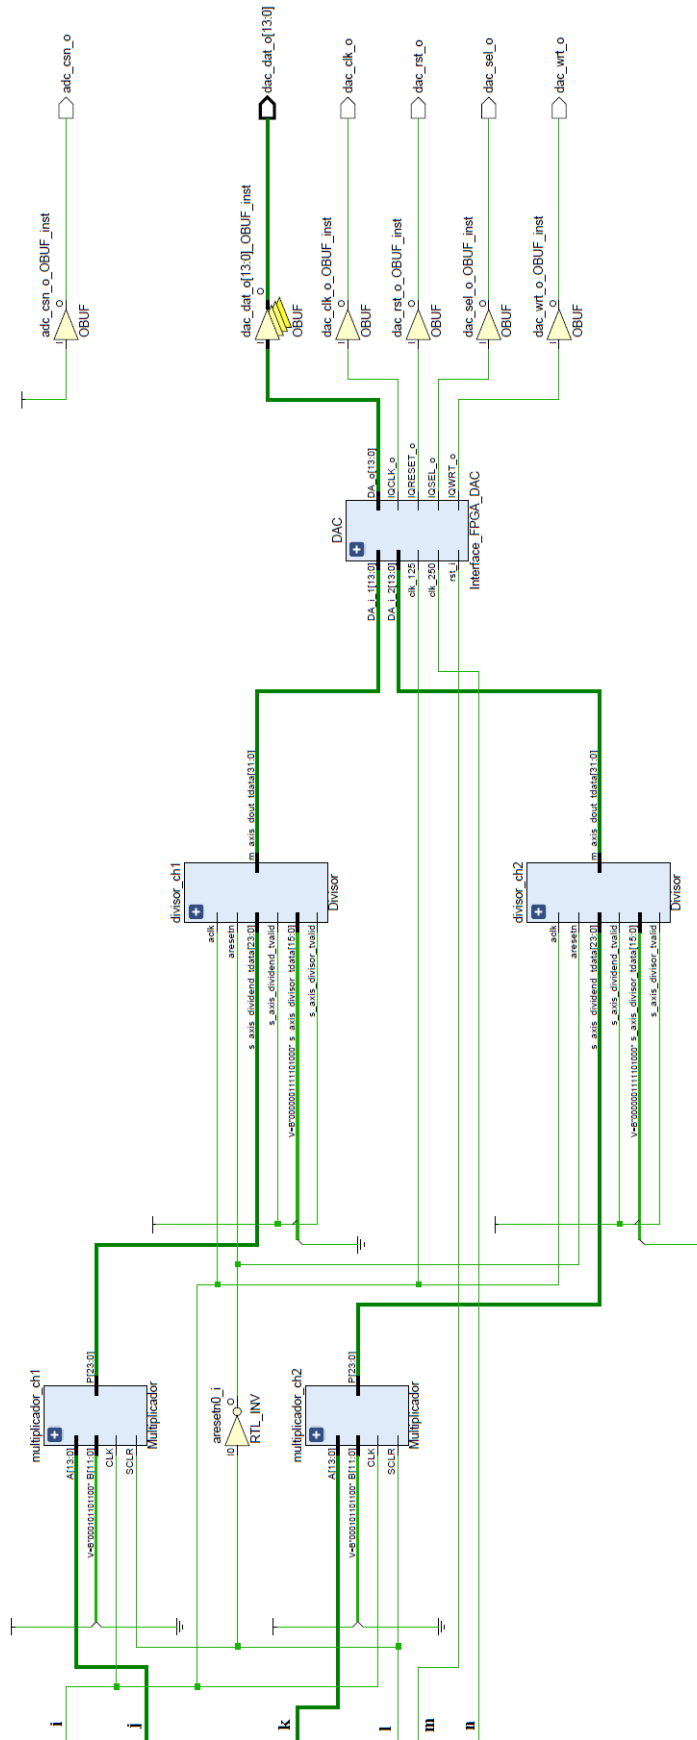 adc_csn_o
adc_csn_o_OBUF_inst
I
O
OBUF
dac_dat_o[13:0]
dac_dat_o[13:0]_OBUF_inst
I
O
OBUF
dac_clk_o
dac_clk_o_OBUF_inst
I
O
OBUF
dac_rst_o
dac_rst_o_OBUF_inst
I
O
OBUF
dac_sel_o
dac_sel_o_OBUF_inst
I
O
OBUF
dac_wrt_o
dac_wrt_o_OBUF_inst
I
O
OBUF
DAC
DA_i_1[13:0]
DA_i_2[13:0]
clk_125
clk_250
rst_i
DA_o[13:0]
IQCLK_o
IQRESET_o
IQSEL_o
IQWRT_o
Interface_FPGA_DAC
divisor_ch1
aclk
aresetn
s_axis_dividend_tdata[23:0]
s_axis_dividend_tvalid
V=B"0000001111101000" s_axis_divisor_tdata[15:0]
s_axis_divisor_tvalid
m_axis_dout_tdata[31:0]
Divisor
divisor_ch2
aclk
aresetn
s_axis_dividend_tdata[23:0]
s_axis_dividend_tvalid
V=B"0000001111101000" s_axis_divisor_tdata[15:0]
s_axis_divisor_tvalid
m_axis_dout_tdata[31:0]
Divisor
multiplicador_ch1
A[13:0]
V=B"000101101100" B[11:0]
CLK
SCLR
P[23:0]
Multiplicador
aresetn0_i
I0
O
RTL_INV
multiplicador_ch2
A[13:0]
V=B"000101101100" B[11:0]
CLK
SCLR
P[23:0]
Multiplicador
i
j
k
l
m
n